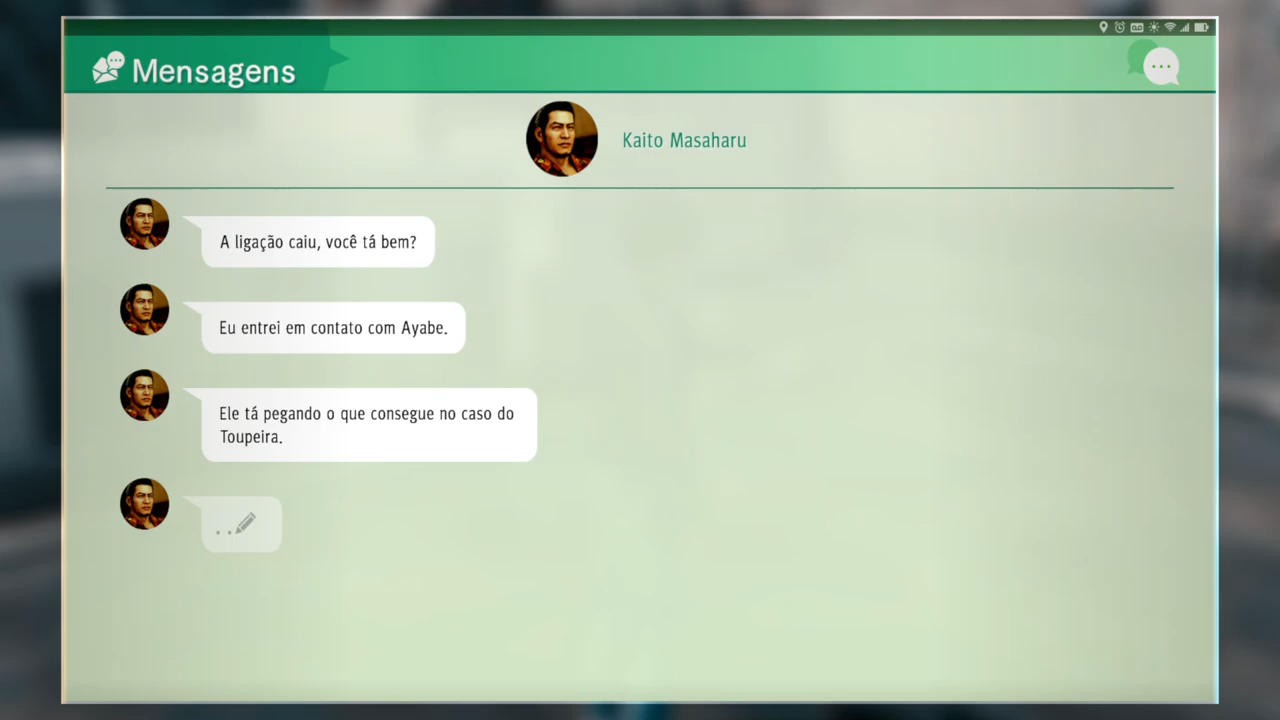 Mensagens
Kaito Masaharu
A ligação caiu, você tá bem?
Eu entrei em contato com Ayabe.
Ele tá pegando o que consegue no caso do
Toupeira.